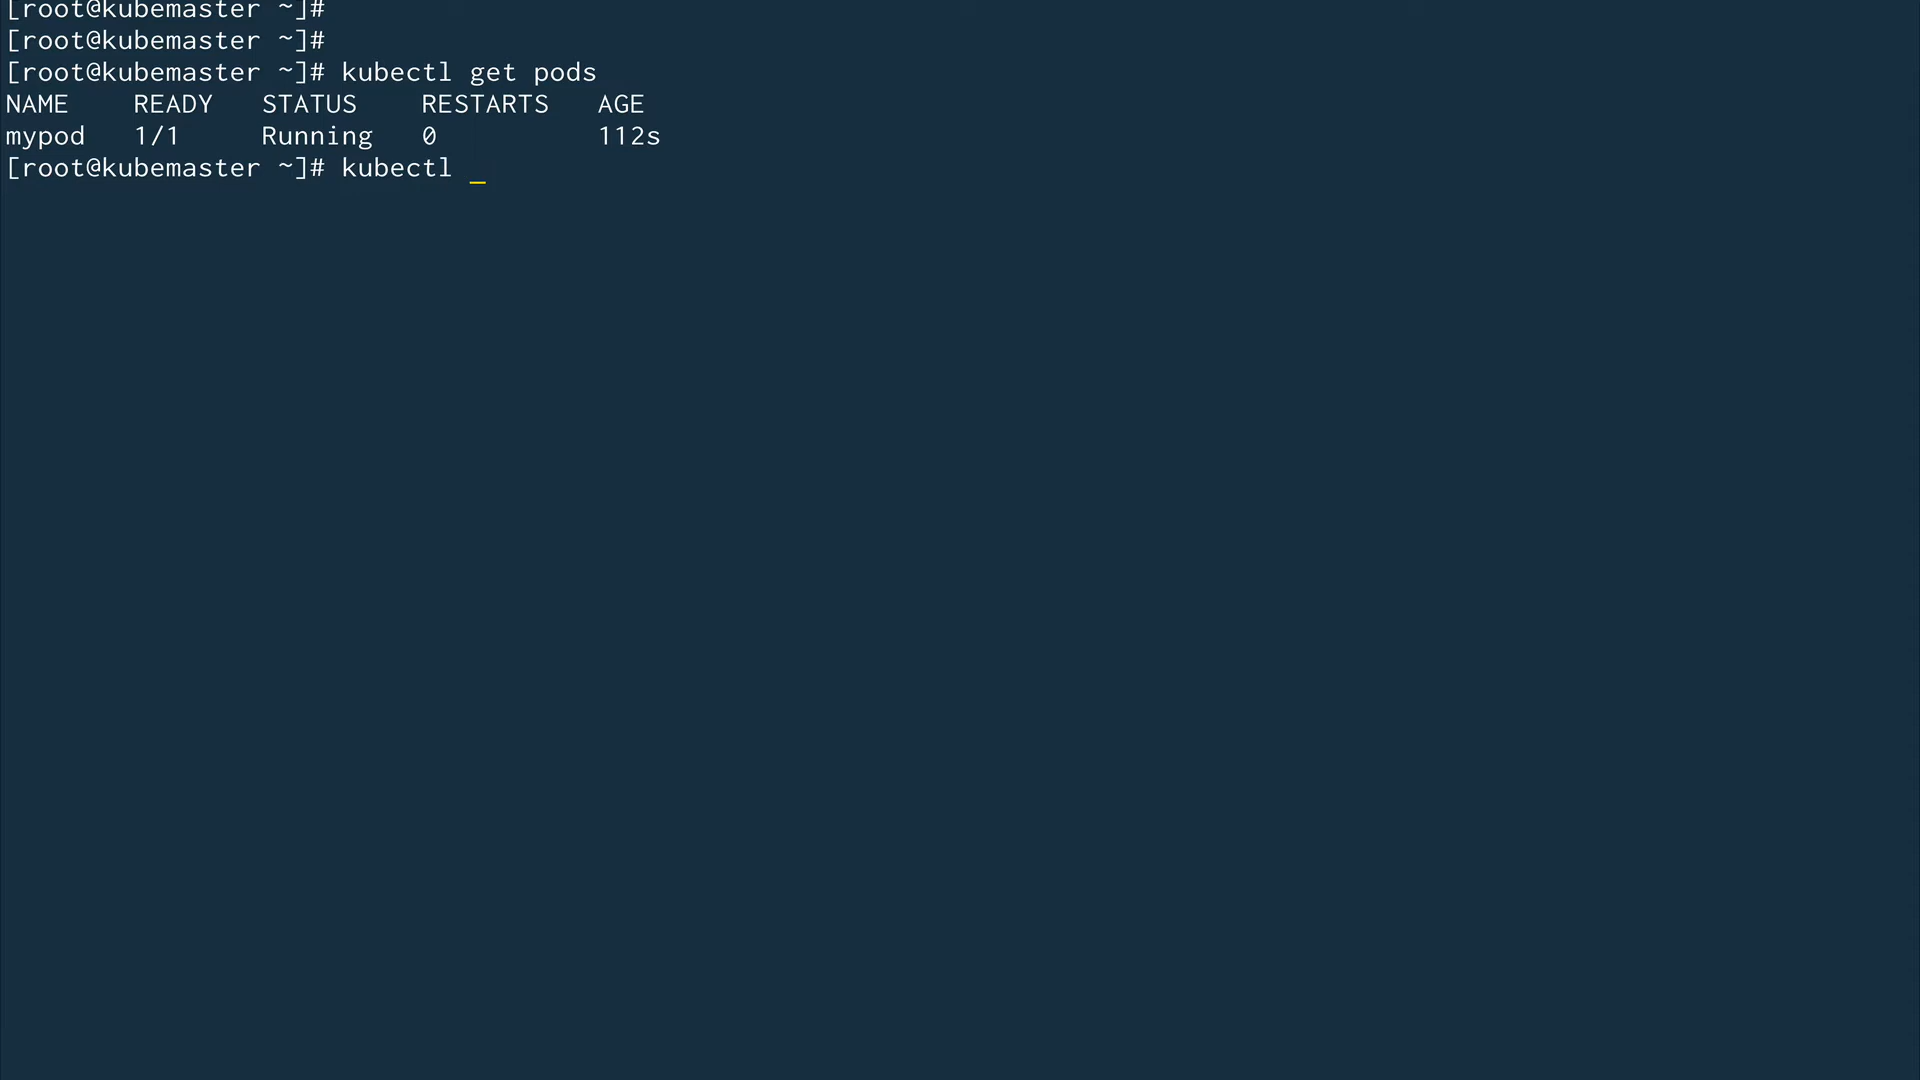 [root@kubemaster ~]#
[root@kubemaster ~]#
[root@kubemaster ~]# kubectl get pods
NAME    READY   STATUS    RESTARTS   AGE
mypod   1/1     Running   0          112s
[root@kubemaster ~]# kubectl _